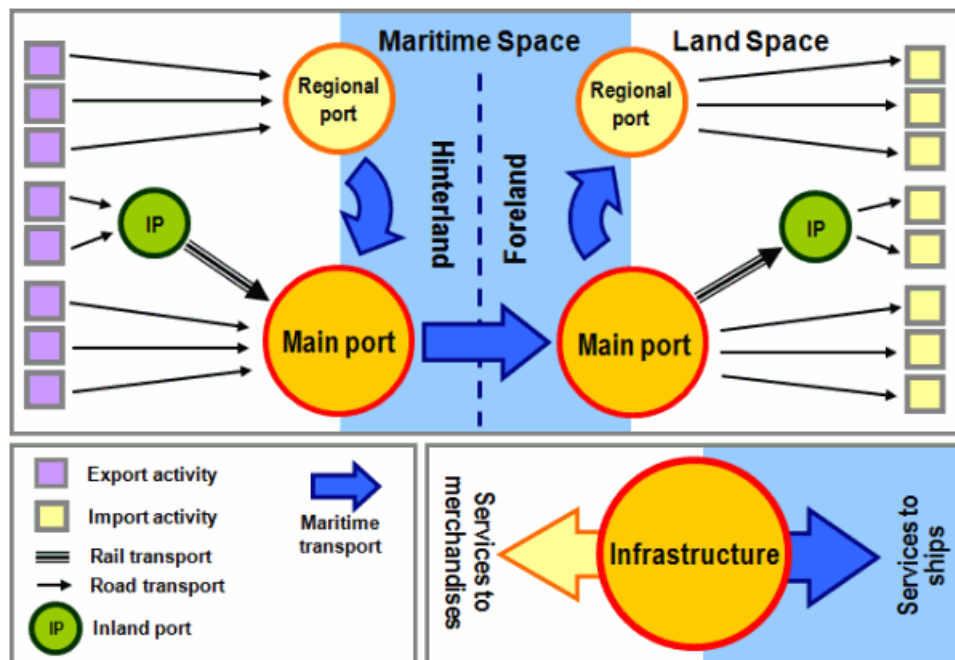 Maritime Space
Land Space
Regional
port
Regional
port
Hinterland
Foreland
IP
IP
Main port
Main port
Export activity
Import activity
Rail transport
Road transport
IP
Inland port
Maritime
transport
Services to
merchandises
Infrastructure
Services to
ships